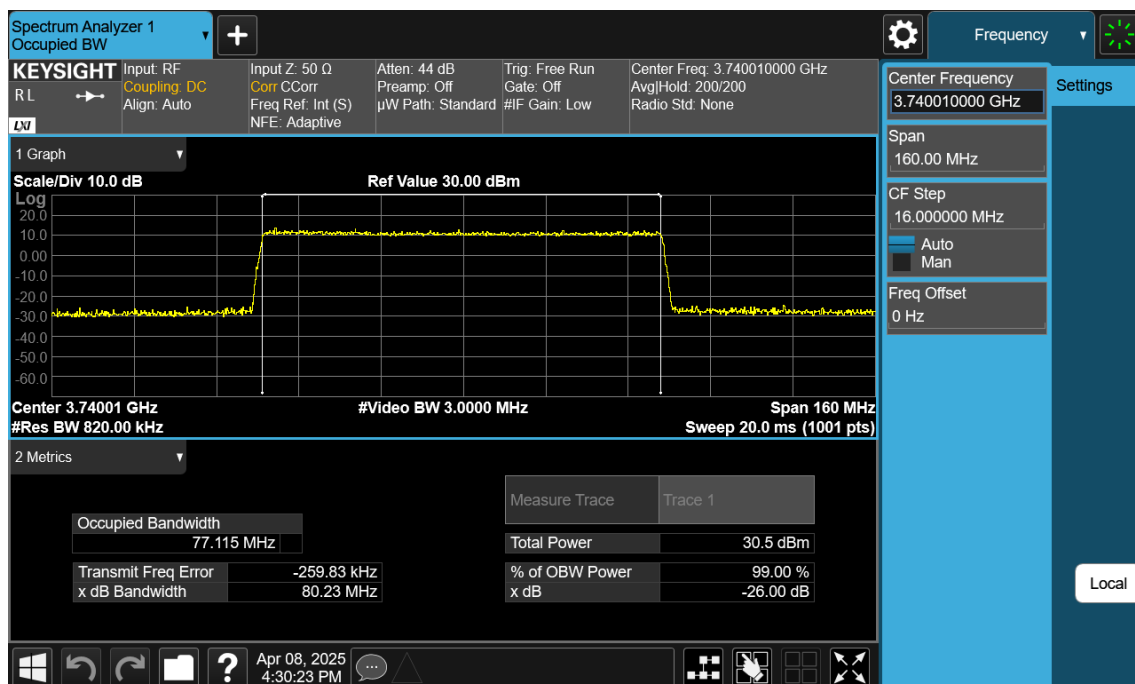 Spectrum Analyzer 1
Occupied BW
+
Frequency
KEYSIGHT
RL
LXI
Input: RF
Coupling: DC
Align: Auto
Input Z: 50 Ω
Corr CCorr
Freq Ref: Int (S)
NFE: Adaptive
Atten: 44 dB
Preamp: Off
µW Path: Standard
Trig: Free Run
Gate: Off
#IF Gain: Low
Center Freq: 3.740010000 GHz
Avg|Hold: 200/200
Radio Std: None
Center Frequency
3.740010000 GHz
Settings
Span
160.00 MHz
CF Step
16.000000 MHz
Auto
Man
Freq Offset
0 Hz
Local
1 Graph
Scale/Div 10.0 dB
Ref Value 30.00 dBm
Log
20.0
10.0
0.00
-10.0
-20.0
-30.0
-40.0
-50.0
-60.0
Center 3.74001 GHz
#Video BW 3.0000 MHz
Span 160 MHz
#Res BW 820.00 kHz
Sweep 20.0 ms (1001 pts)
2 Metrics
Measure Trace Trace 1
Occupied Bandwidth
77.115 MHz
Total Power 30.5 dBm
Transmit Freq Error -259.83 kHz
% of OBW Power 99.00 %
x dB Bandwidth 80.23 MHz
x dB -26.00 dB
?
Apr 08, 2025
4:30:23 PM